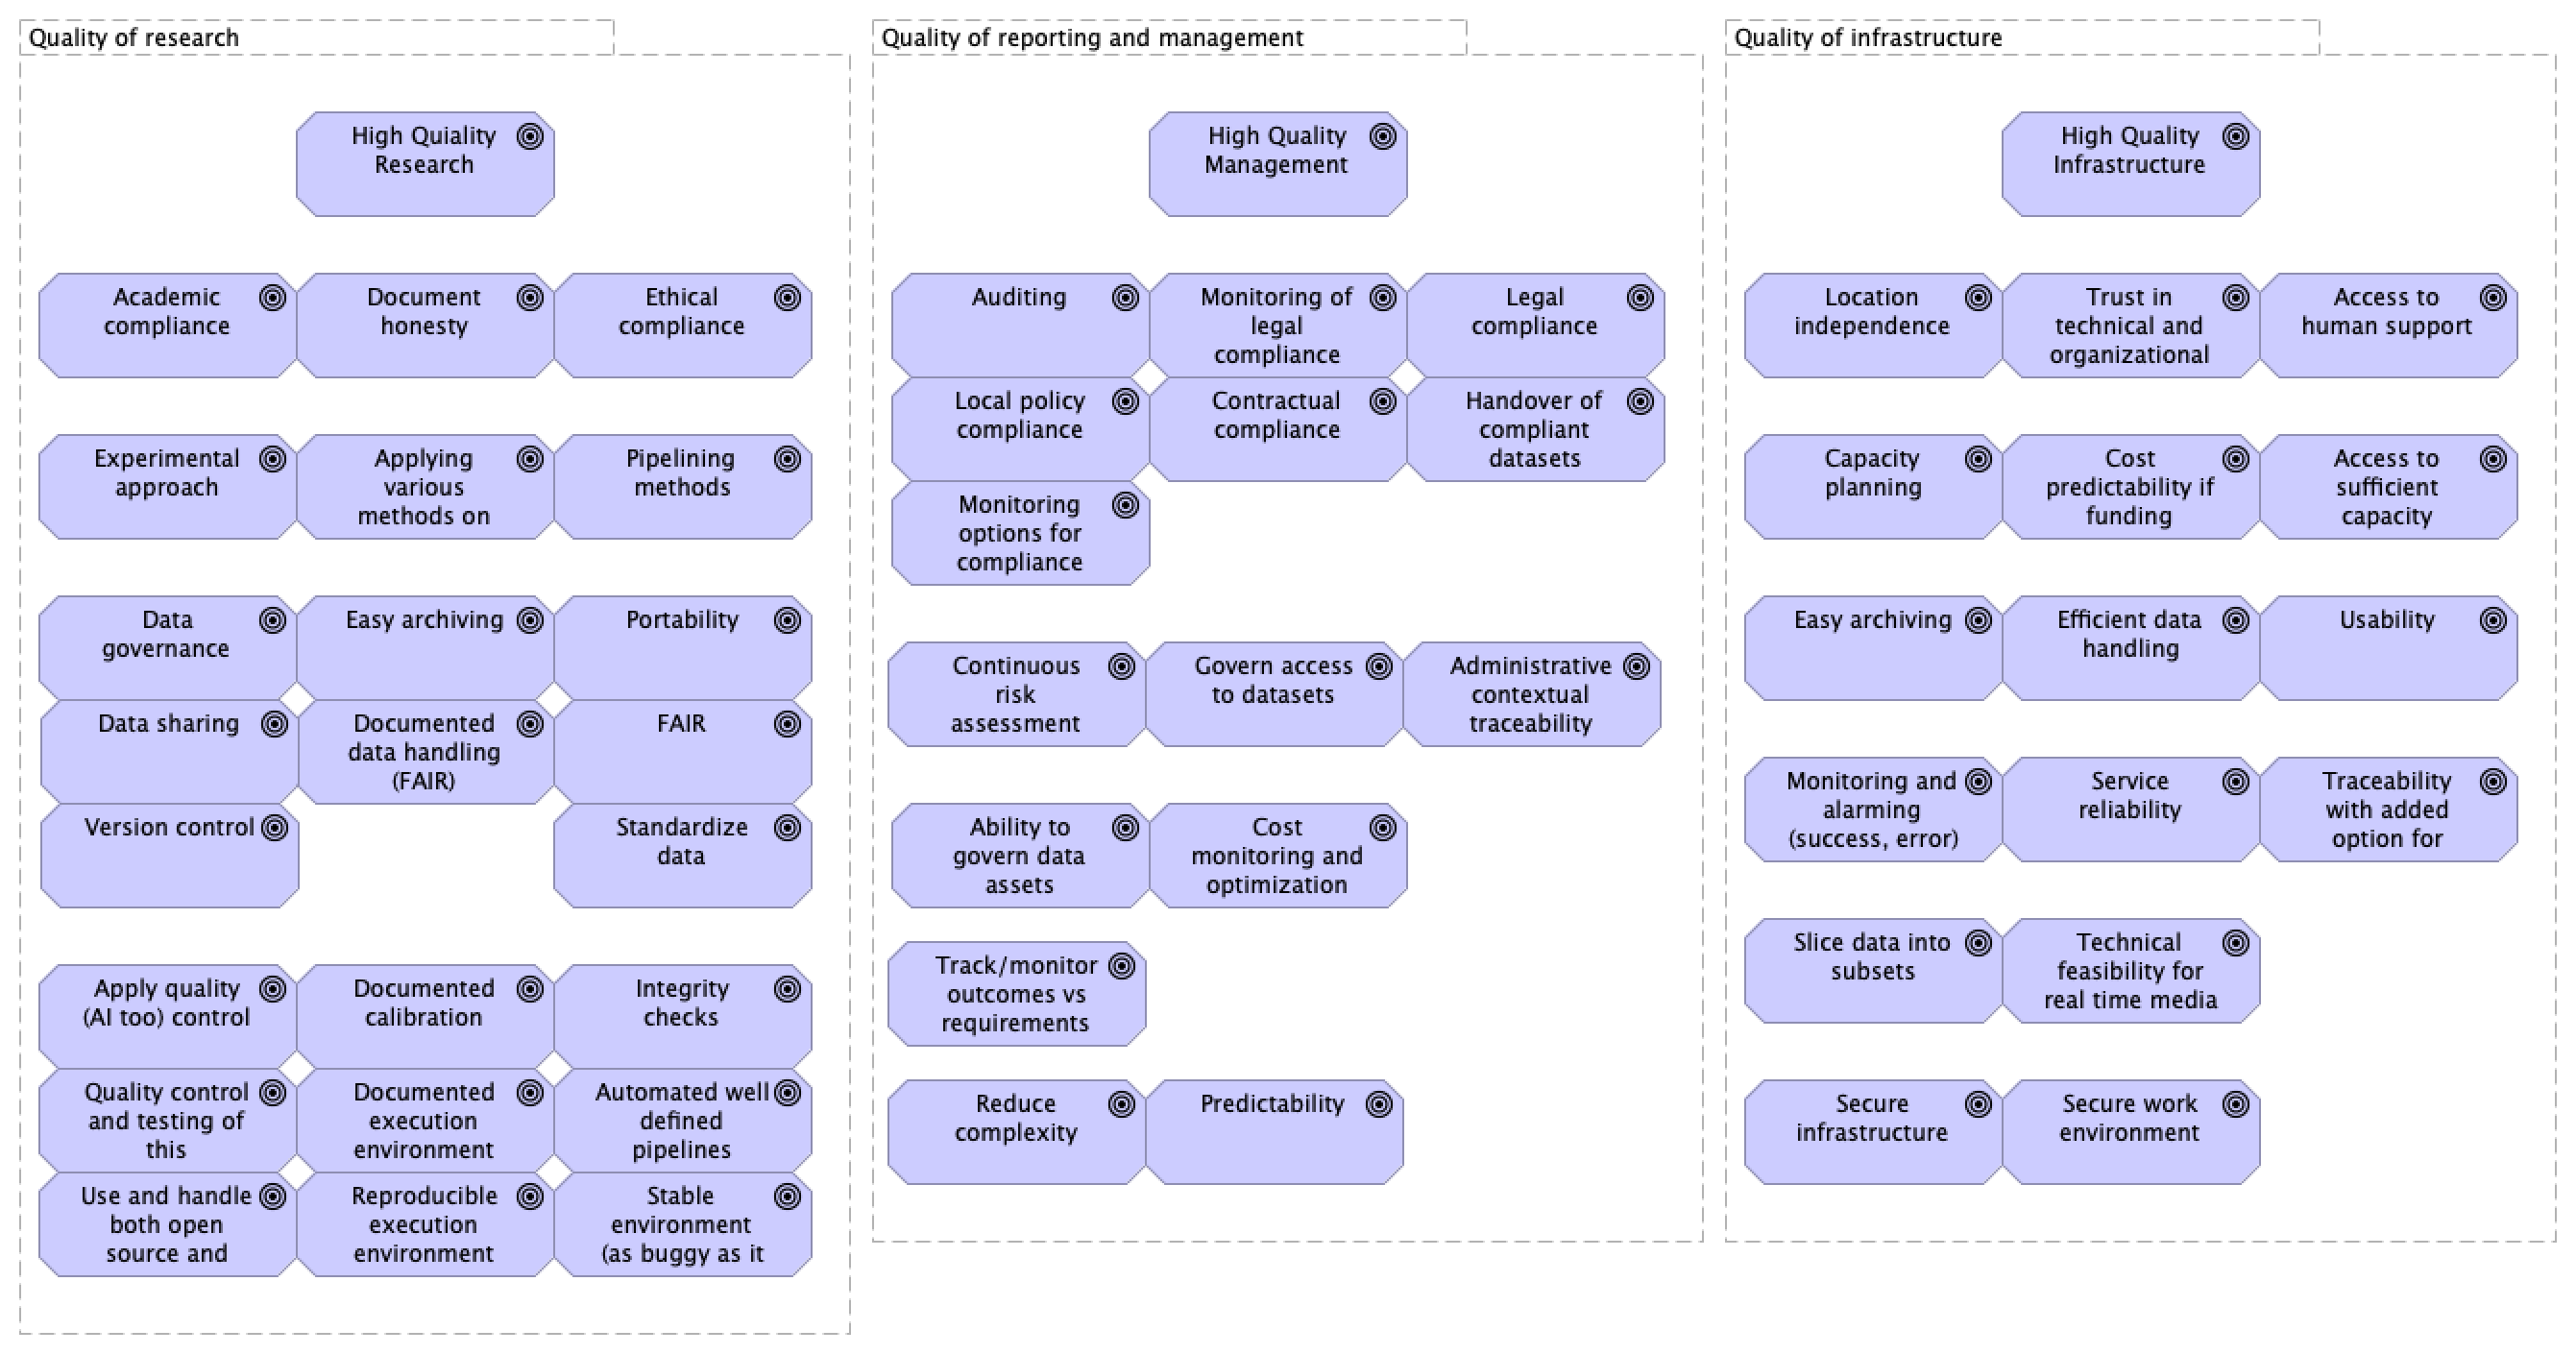 Quality of research
High Quiality
Research
Academic
compliance
Document
honesty
Ethical
compliance
Experimental
approach
Applying
various
methods on
Pipelining
methods
Data
governance
Easy archiving
Portability
Data sharing
Documented
data handling
(FAIR)
FAIR
Version control
Standardize
data
Apply quality
(AI too) control
Documented
calibration
Integrity
checks
Quality control
and testing of
this
Documented
execution
environment
Automated well
defined
pipelines
Use and handle
both open
source and
Reproducible
execution
environment
Stable
environment
(as buggy as it
Quality of reporting and management
High Quality
Management
Auditing
Monitoring of
legal
compliance
Legal
compliance
Local policy
compliance
Contractual
compliance
Handover of
compliant
datasets
Monitoring
options for
compliance
Continuous
risk
assessment
Govern access
to datasets
Administrative
contextual
traceability
Ability to
govern data
assets
Cost
monitoring and
optimization
Track/monitor
outcomes vs
requirements
Reduce
complexity
Predictability
Quality of infrastructure
High Quality
Infrastructure
Location
independence
Trust in
technical and
organizational
Access to
human support
Capacity
planning
Cost
predictability if
funding
Access to
sufficient
capacity
Easy archiving
Efficient data
handling
Usability
Monitoring and
alarming
(success, error)
Service
reliability
Traceability
with added
option for
Slice data into
subsets
Technical
feasibility for
real time media
Secure
infrastructure
Secure work
environment